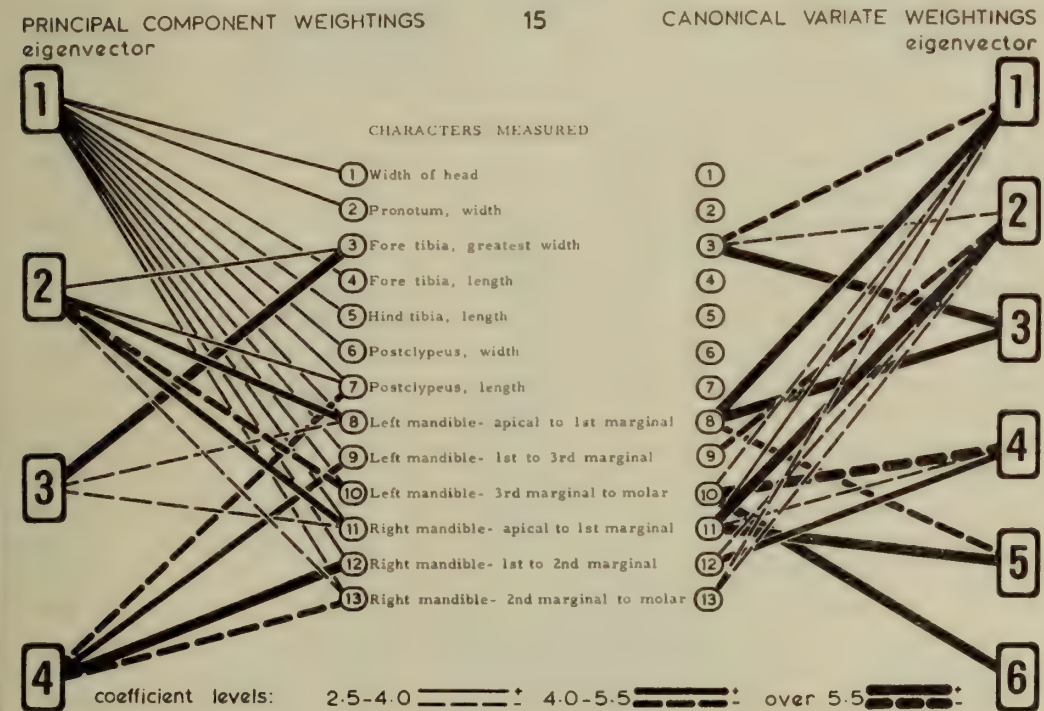 PRINCIPAL COMPONENT WEIGHTINGS 15 CANONICAL VARIATE WEIGHTINGS
eigenvector eigenvector
1 1
CHARACTERS MEASURED
1 Width of head 1
2 Pronotum, width 2 2
3 Fore tibia, greatest width 3
2 4 Fore tibia, length 4
5 Hind tibia, length 5 3
6 Postclypeus, width 6
7 Postclypeus, length 7
8 Left mandible- apical to 1st marginal 8
9 Left mandible- 1st to 3rd marginal 9 4
3 10 Left mandible- 3rd marginal to molar 10
11 Right mandible- apical to 1st marginal 11
12 Right mandible- 1st to 2nd marginal 12 5
13 Right mandible- 2nd marginal to molar 13
4 6
coefficient levels: 2·5-4·0 + - 4·0-5·5 + - over 5·5 + -